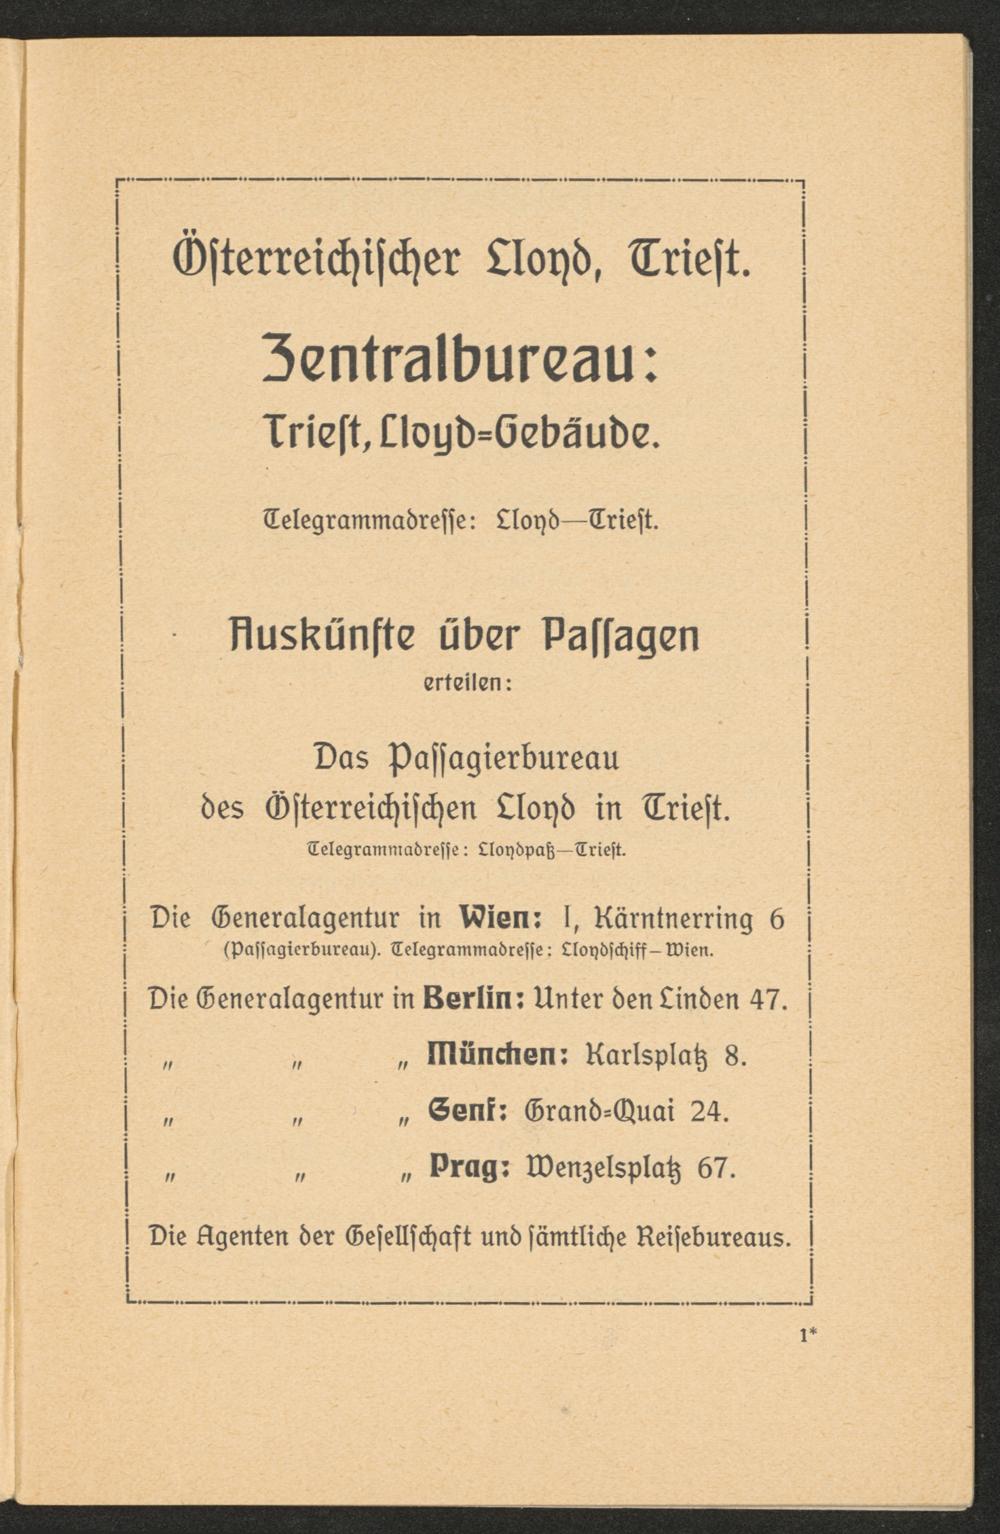 Öſterreichiſcher Lloyd, Trieſt.
Zentralbureau:
Trieſt, Lloyd=Gebäude.
Telegrammadreſſe: Lloyd—Trieſt.
Auskünfte über Paſſagen
erteilen:
Das Paſſagierbureau
des Öſterreichiſchen Lloyd in Trieſt.
Telegrammadreſſe: Lloydpaß—Trieſt.
Die Generalagentur in Wien: I, Kärntnerring 6
(Paſſagierbureau). Telegrammadreſſe: Lloydſchiff—Wien.
Die Generalagentur in Berlin: Unter den Linden 47.
„ „ „ München: Karlsplatz 8.
„ „ „ Genf: Grand=Quai 24.
„ „ „ Prag: Wenzelsplatz 67.
Die Agenten der Geſellſchaft und ſämtliche Reiſebureaus.
1*